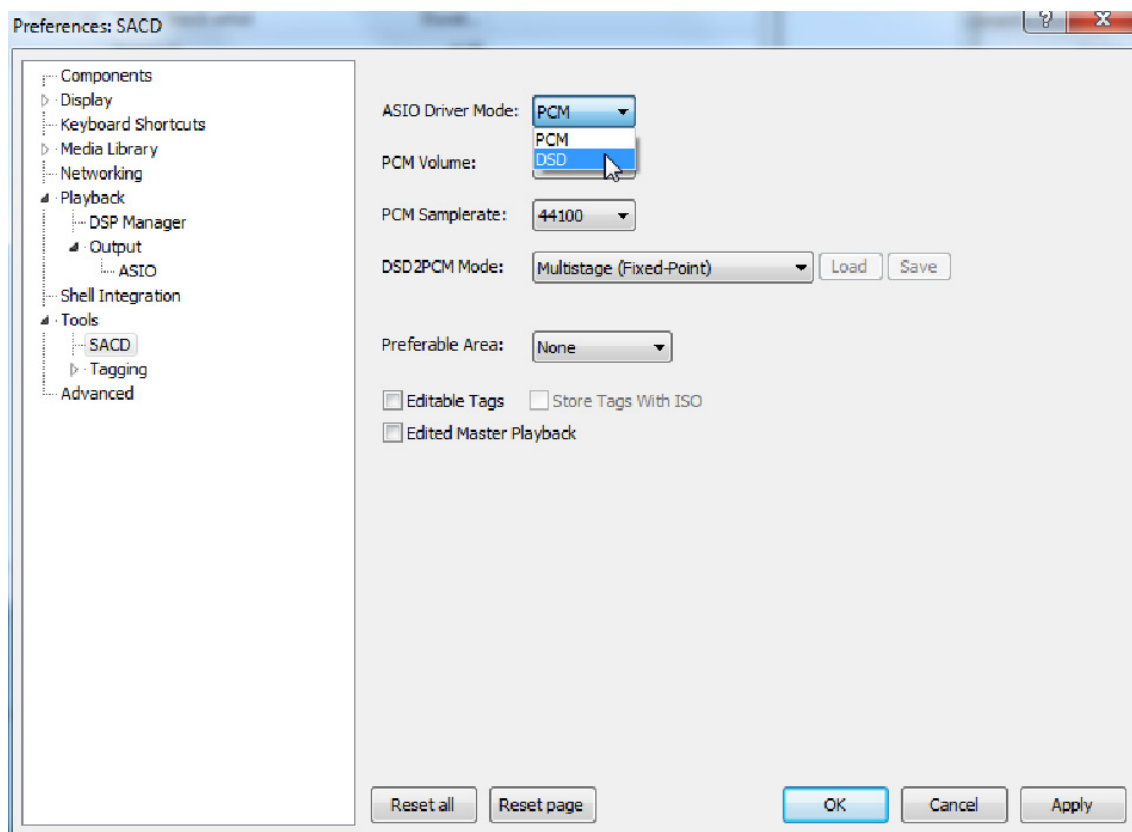 Preferences: SACD
Components
Display
Keyboard Shortcuts
Media Library
Networking
Playback
DSP Manager
Output
ASIO
Shell Integration
Tools
SACD
Tagging
Advanced
ASIO Driver Mode: PCM
PCM
DSD
PCM Volume:
PCM Samplerate: 44100
DSD2PCM Mode: Multistage (Fixed-Point) Load Save
Preferable Area: None
Editable Tags Store Tags With ISO
Edited Master Playback
Reset all Reset page OK Cancel Apply